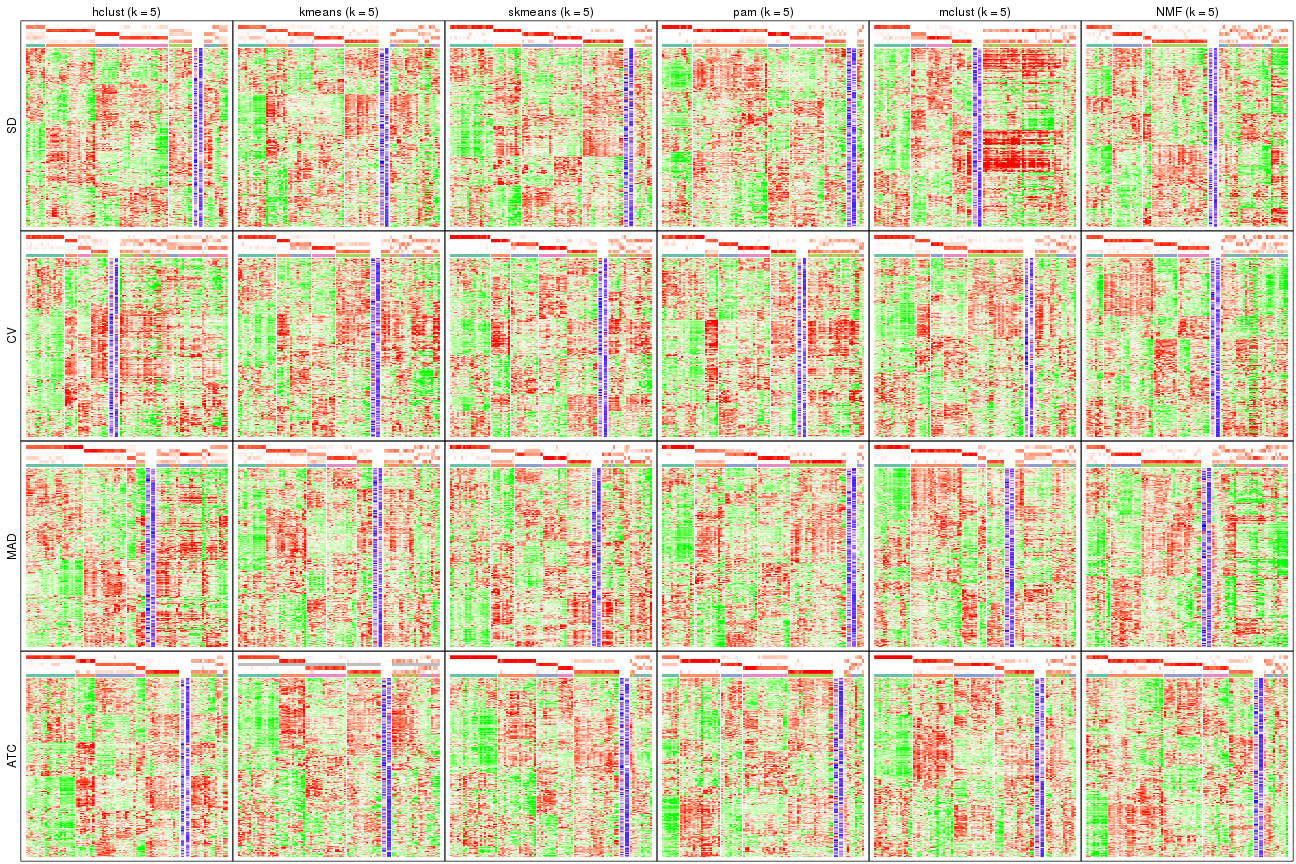 hclust (k = 5) kmeans (k = 5) skmeans (k = 5) pam (k = 5) mclust (k = 5) NMF (k = 5)
SD
CV
MAD
ATC